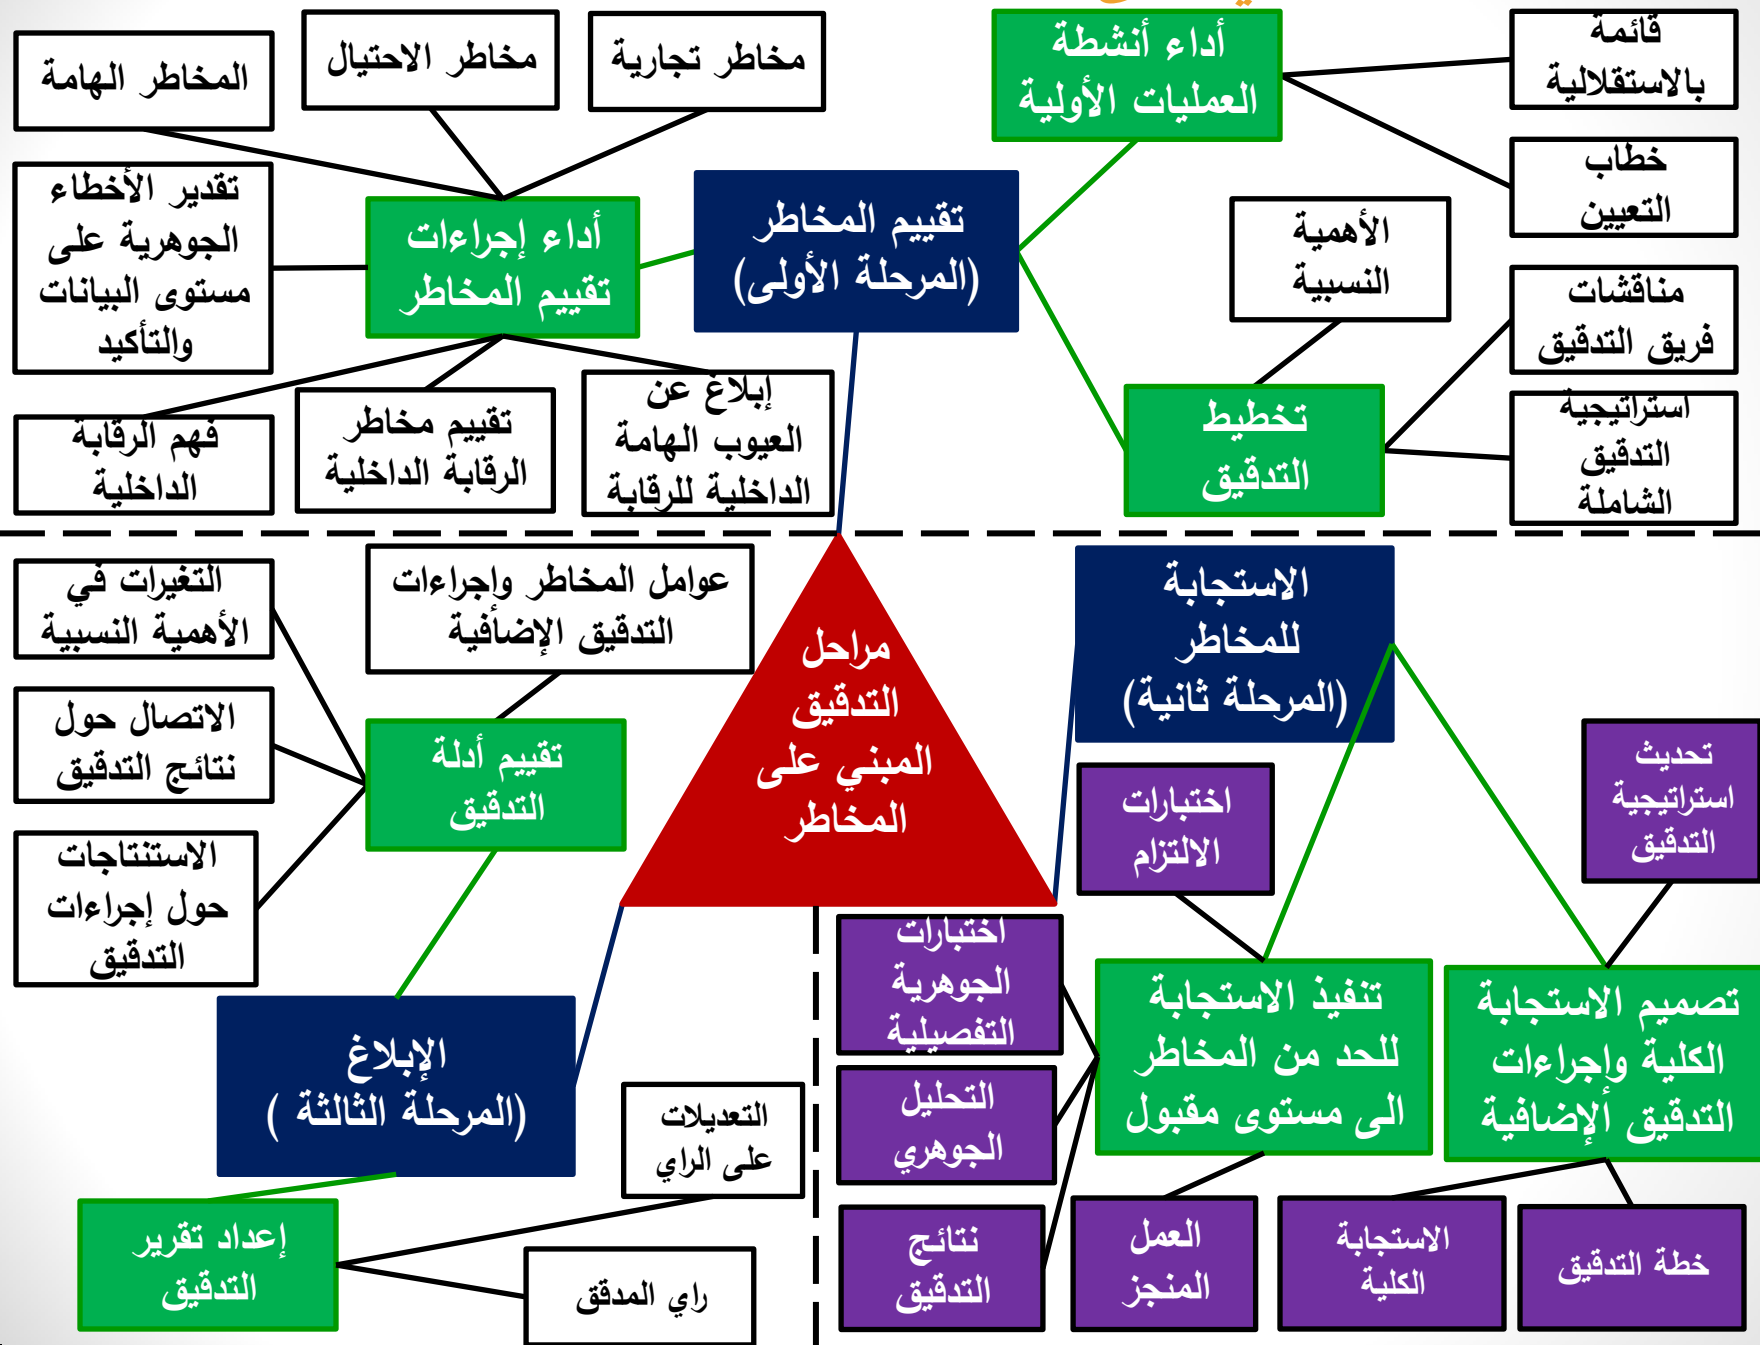 أداء أنشطة
العمليات الأولية
قائمة
بالاستقلالية
خطاب
التعيين
مخاطر تجارية
مخاطر الاحتيال
المخاطر الهامة
تقييم المخاطر
(المرحلة الأولى)
أداء إجراءات
تقييم المخاطر
تقدير الأخطاء
الجوهرية على
مستوى البيانات
والتأكيد
الأهمية
النسبية
مناقشات
فريق التدقيق
استراتيجية
التدقيق
الشاملة
تخطيط
التدقيق
إبلاغ عن
العيوب الهامة
الداخلية للرقابة
تقييم مخاطر
الرقابة الداخلية
فهم الرقابة
الداخلية
مراحل
التدقيق
المبني على
المخاطر
الاستجابة
للمخاطر
(المرحلة ثانية)
تحديث
استراتيجية
التدقيق
اختبارات
الالتزام
تصميم الاستجابة
الكلية وإجراءات
التدقيق الإضافية
تنفيذ الاستجابة
للحد من المخاطر
الى مستوى مقبول
اختبارات
الجوهرية
التفصيلية
التحليل
الجوهري
نتائج
التدقيق
العمل
المنجز
الاستجابة
الكلية
خطة التدقيق
عوامل المخاطر وإجراءات
التدقيق الإضافية
التغيرات في
الأهمية النسبية
الاتصال حول
نتائج التدقيق
الاستنتاجات
حول إجراءات
التدقيق
تقييم أدلة
التدقيق
الإبلاغ
(المرحلة الثالثة )
التعديلات
على الراي
إعداد تقرير
التدقيق
راي المدقق